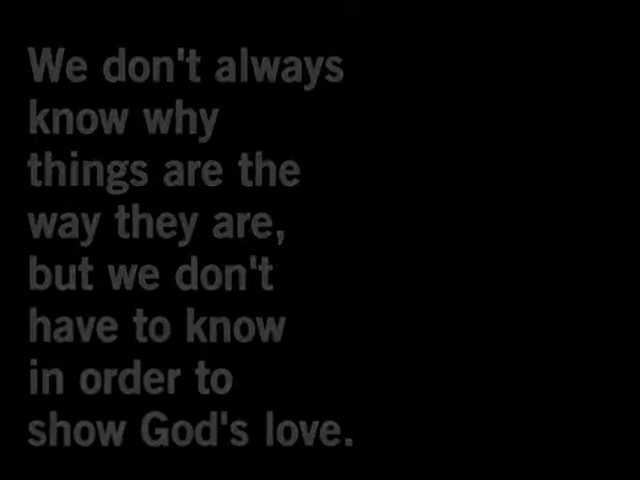 We don't always
know why
things are the
way they are,
but we don't
have to know
in order to
show God's love.